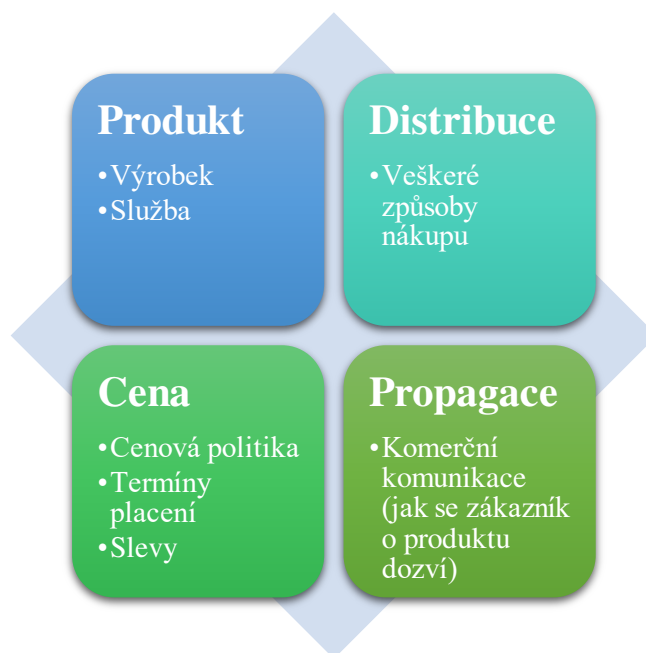 Produkt
•Výrobek
•Služba
Distribuce
•Veškeré
způsoby
nákupu
Cena
•Cenová politika
•Termíny
placení
•Slevy
Propagace
•Komerční
komunikace
(jak se zákazník
o produktu
dozví)